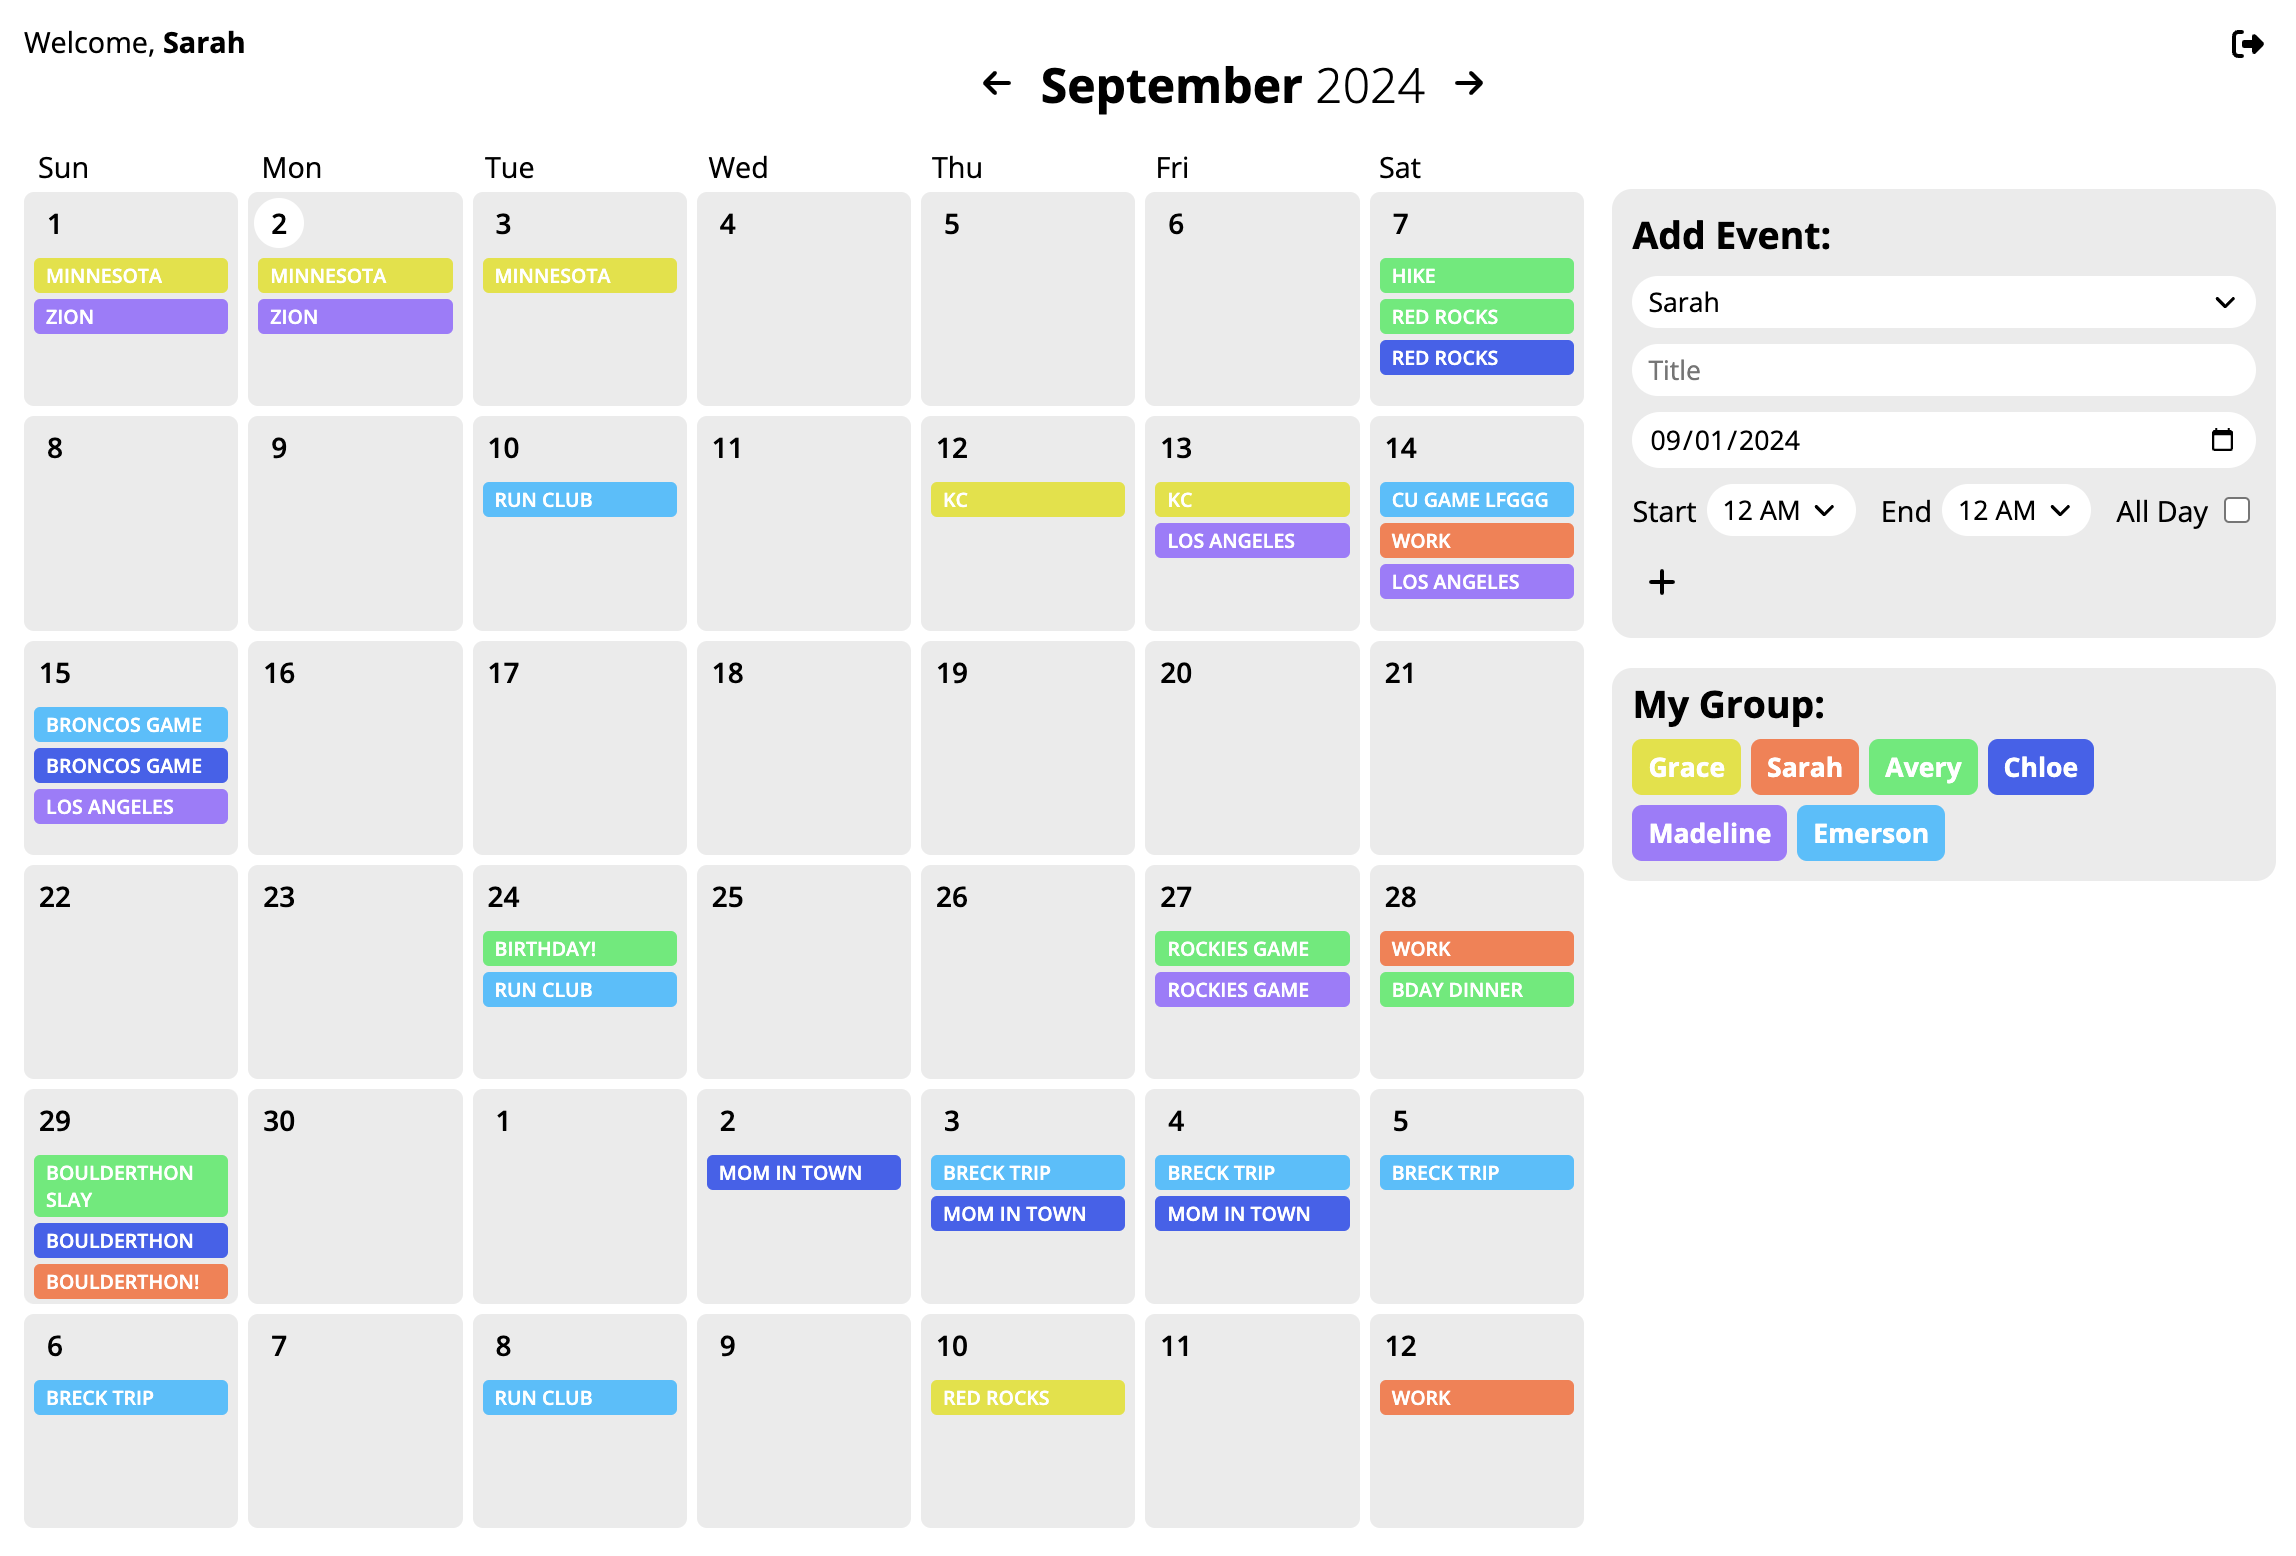 Welcome, Sarah
September 2024
Sun Mon Tue Wed Thu Fri Sat
1 2 3 4 5 6 7
MINNESOTA MINNESOTA MINNESOTA HIKE
ZION ZION RED ROCKS
RED ROCKS
8 9 10 11 12 13 14
RUN CLUB KC KC CU GAME LFGGG
LOS ANGELES WORK
LOS ANGELES
15 16 17 18 19 20 21
BRONCOS GAME
BRONCOS GAME
LOS ANGELES
22 23 24 25 26 27 28
BIRTHDAY! ROCKIES GAME WORK
RUN CLUB ROCKIES GAME BDAY DINNER
29 30 1 2 3 4 5
BOULDERTHON MOM IN TOWN BRECK TRIP BRECK TRIP BRECK TRIP
SLAY MOM IN TOWN MOM IN TOWN
BOULDERTHON
BOULDERTHON!
6 7 8 9 10 11 12
BRECK TRIP RUN CLUB RED ROCKS WORK
Add Event:
Sarah
Title
09/01/2024
Start 12 AM End 12 AM All Day
My Group:
Grace Sarah Avery Chloe
Madeline Emerson